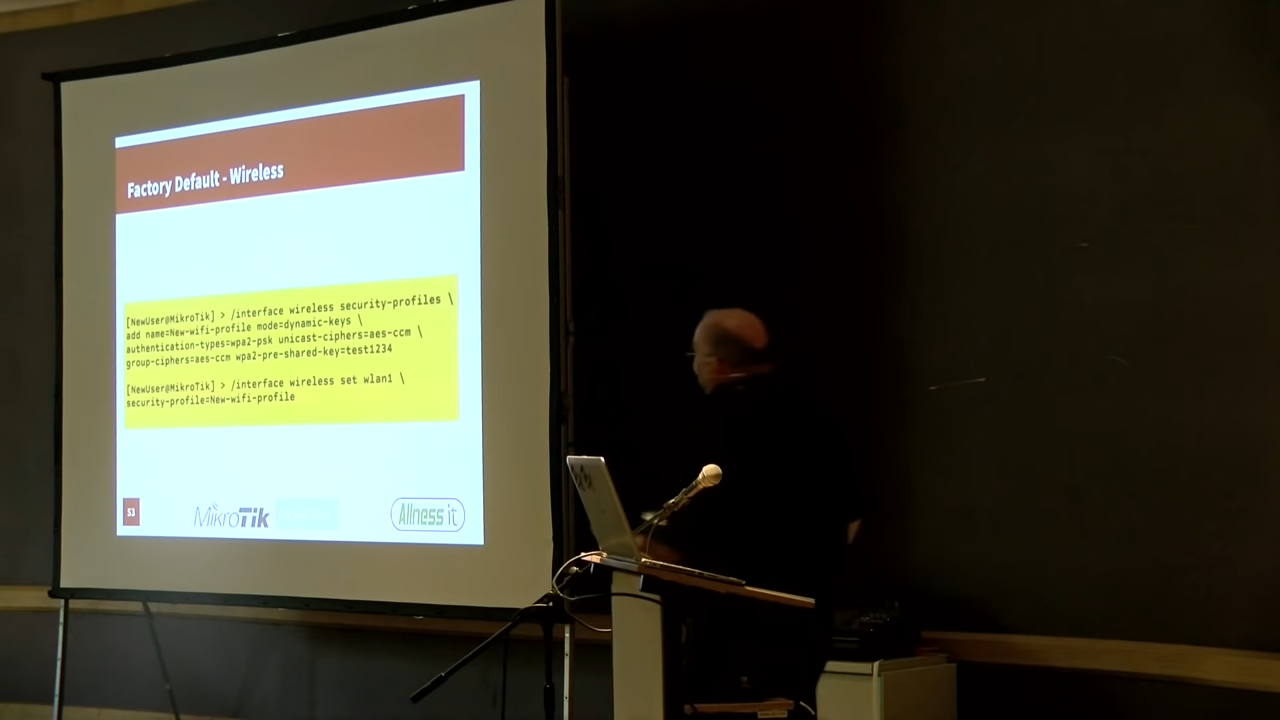 Factory Default - Wireless
[NewUser@MikroTik] > /interface wireless security-profiles \
add name=New-wifi-profile mode=dynamic-keys \
authentication-types=wpa2-psk unicast-ciphers=aes-ccm \
group-ciphers=aes-ccm wpa2-pre-shared-key=test1234
[NewUser@MikroTik] > /interface wireless set wlan1 \
security-profile=New-wifi-profile
53
MikroTik
Allness it